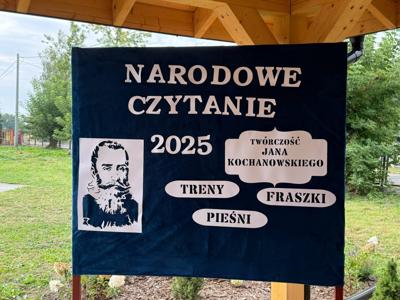 NARODOWE
CZYTANIE
2025
TWÓRCZOŚĆ
JANA
KOCHANOWSKIEGO
TRENY
FRASZKI
PIEŚNI